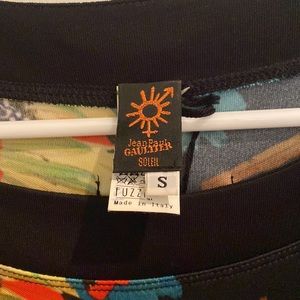 Jean Paul
GAULTIER
SOLEIL
S
FUZZI
Made in Italy